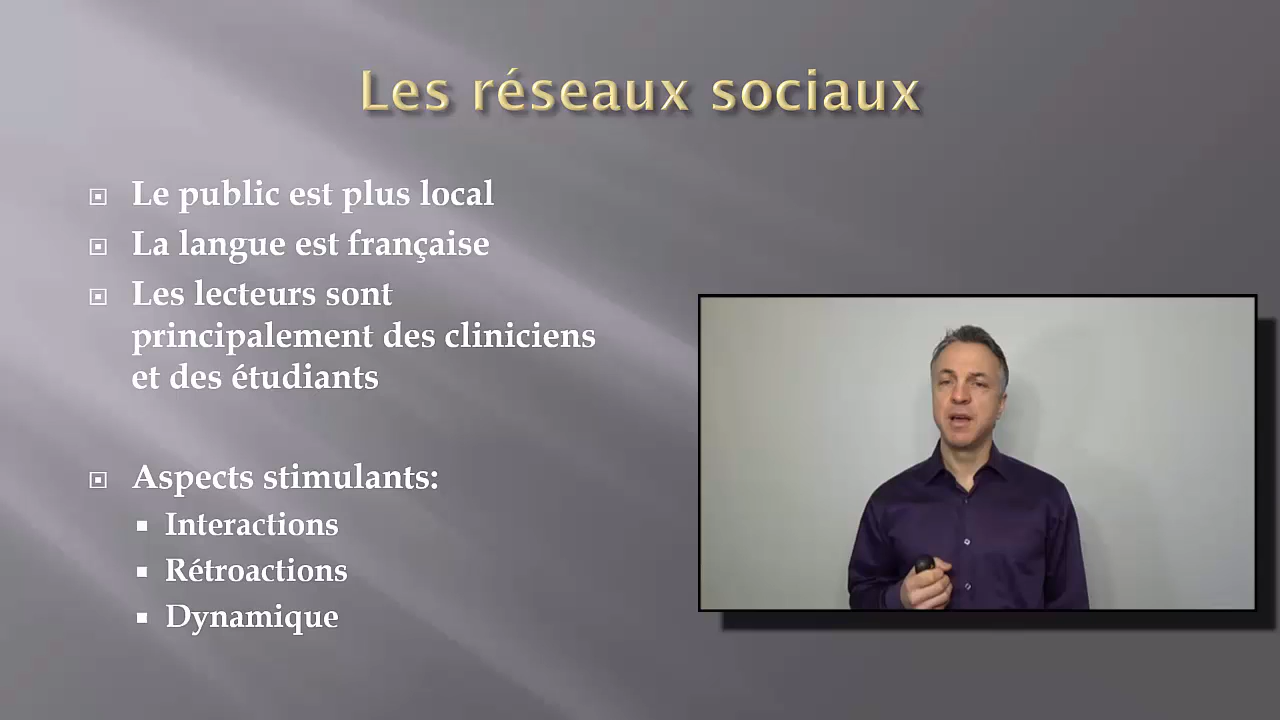 Les réseaux sociaux
Le public est plus local
La langue est française
Les lecteurs sont
principalement des cliniciens
et des étudiants
Aspects stimulants:
Interactions
Rétroactions
Dynamique